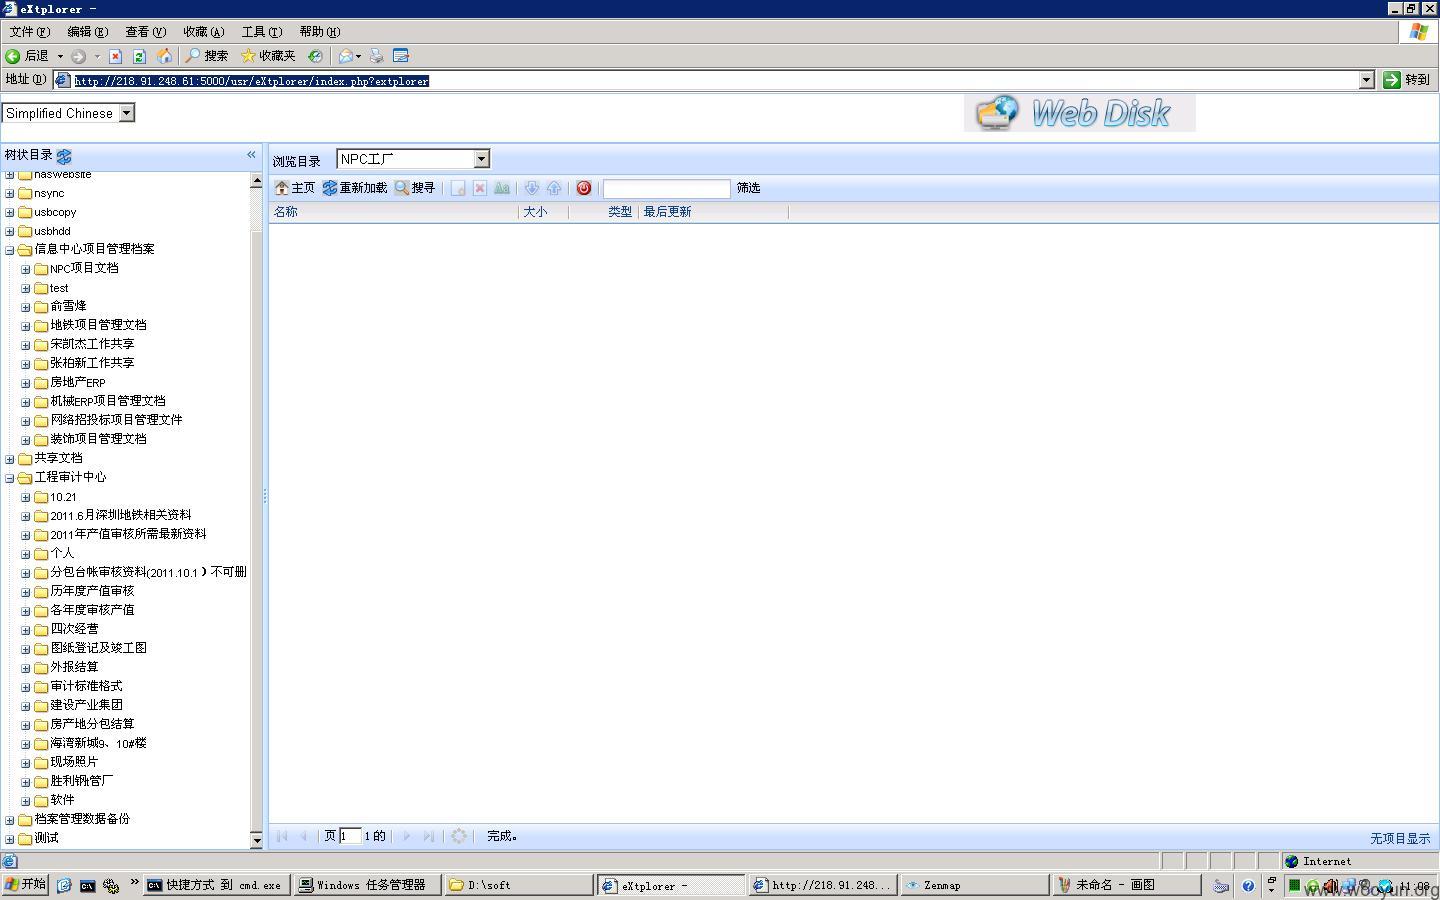 eXtplorer -
文件(F) 编辑(E) 查看(V) 收藏(A) 工具(T) 帮助(H)
后退 搜索 收藏夹
地址(D) http://218.91.248.61:5000/usr/eXtplorer/index.php?extplorer 转到
Simplified Chinese
Web Disk
树状目录 «
浏览目录 NPC工厂
主页 重新加载 搜寻 筛选
名称 大小 类型 最后更新
naswebsite
nsync
usbcopy
usbhdd
信息中心项目管理档案
NPC项目文档
test
俞雪烽
地铁项目管理文档
宋凯杰工作共享
张柏新工作共享
房地产ERP
机械ERP项目管理文档
网络招投标项目管理文件
装饰项目管理文档
共享文档
工程审计中心
10.21
2011.6月深圳地铁相关资料
2011年产值审核所需最新资料
个人
分包台帐审核资料(2011.10.1）不可删
历年度产值审核
各年度审核产值
四次经营
图纸登记及竣工图
外报结算
审计标准格式
建设产业集团
房产地分包结算
海湾新城9、10#楼
现场照片
胜利钢管厂
软件
档案管理数据备份
测试
页 1 1 的 完成。 无项目显示
Internet
开始 » 快捷方式 到 cmd.exe Windows 任务管理器 D:\soft eXtplorer - http://218.91.248... Zenmap 未命名 - 画图 11:08
www.wooyun.org